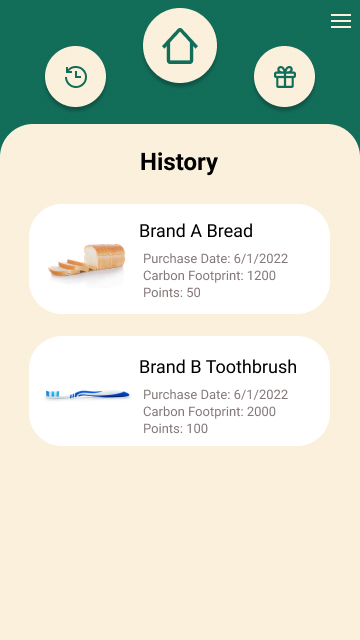 History
Brand A Bread
Purchase Date: 6/1/2022
Carbon Footprint: 1200
Points: 50
Brand B Toothbrush
Purchase Date: 6/1/2022
Carbon Footprint: 2000
Points: 100